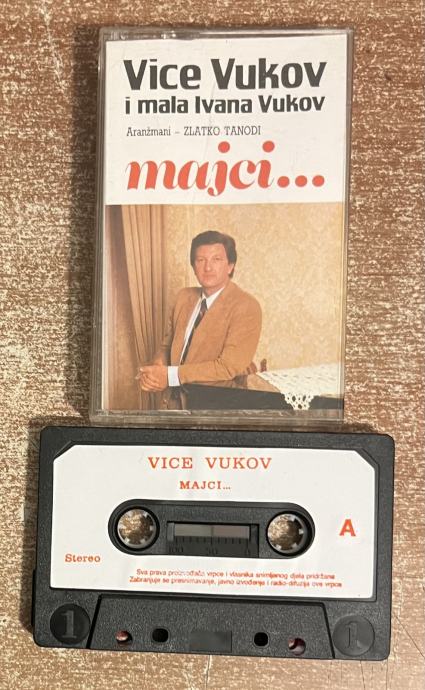 Vice Vukov
i mala Ivana Vukov
Aranžmani – ZLATKO TANODI
majci...
VICE VUKOV
MAJCI...
A
Stereo
Sva prava proizvođača vrpce i vlasnika snimljenog djela pridržana
Zabranjuje se presnimavanje, javno izvođenje i radio-difuzija ove vrpce
1
1